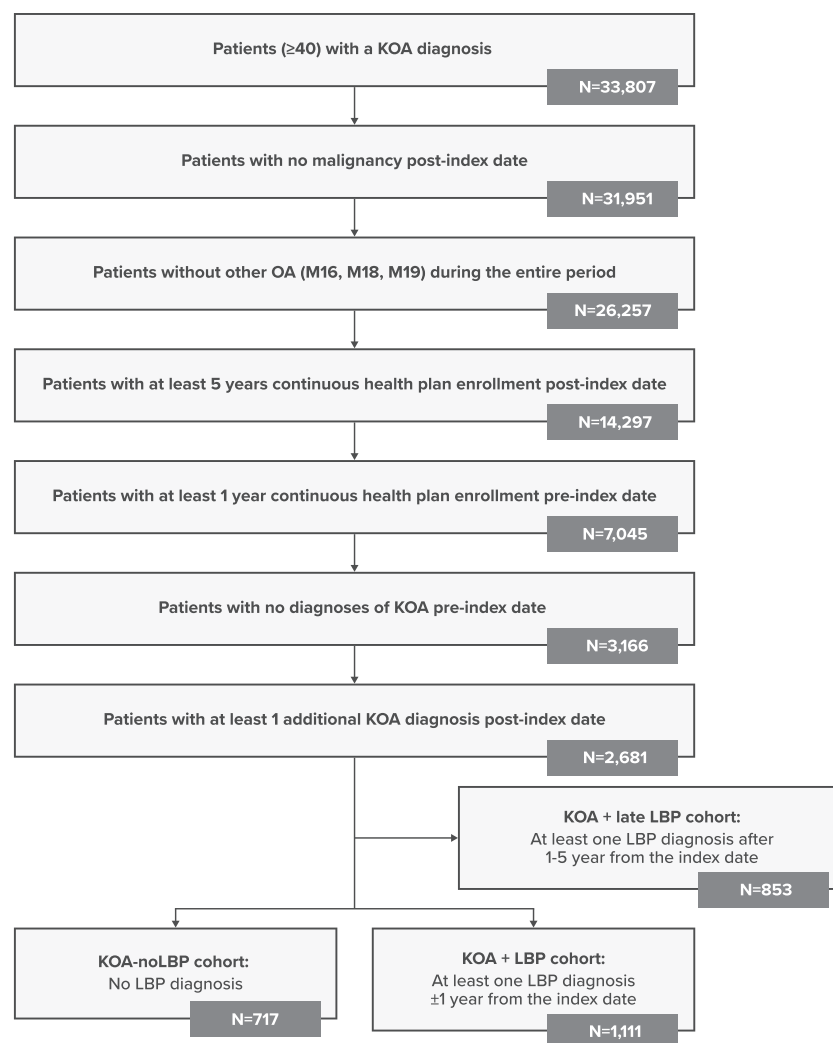 Patients (≥40) with a KOA diagnosis
N=33,807
Patients with no malignancy post-index date
N=31,951
Patients without other OA (M16, M18, M19) during the entire period
N=26,257
Patients with at least 5 years continuous health plan enrollment post-index date
N=14,297
Patients with at least 1 year continuous health plan enrollment pre-index date
N=7,045
Patients with no diagnoses of KOA pre-index date
N=3,166
Patients with at least 1 additional KOA diagnosis post-index date
N=2,681
KOA + late LBP cohort:
At least one LBP diagnosis after
1-5 year from the index date
N=853
KOA-noLBP cohort:
No LBP diagnosis
N=717
KOA + LBP cohort:
At least one LBP diagnosis
±1 year from the index date
N=1,111